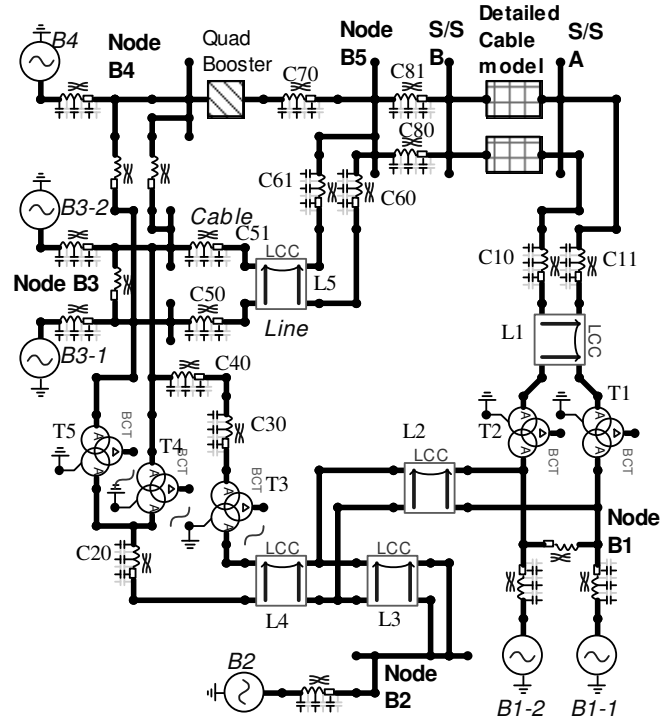 B4
Node
B4
Quad
Booster
C70
Node
B5
C81
S/S
B
Detailed
Cable
model
S/S
A
C80
C61
C60
B3-2
Cable
C51
LCC
L5
Node B3
C50
Line
B3-1
C10
C11
L1
LCC
C40
C30
T5
BCT
A
A
T4
BCT
A
A
T3
BCT
A
A
L2
LCC
T2
BCT
A
A
T1
BCT
A
A
Node
B1
C20
LCC
L4
LCC
L3
B2
Node
B2
B1-2
B1-1